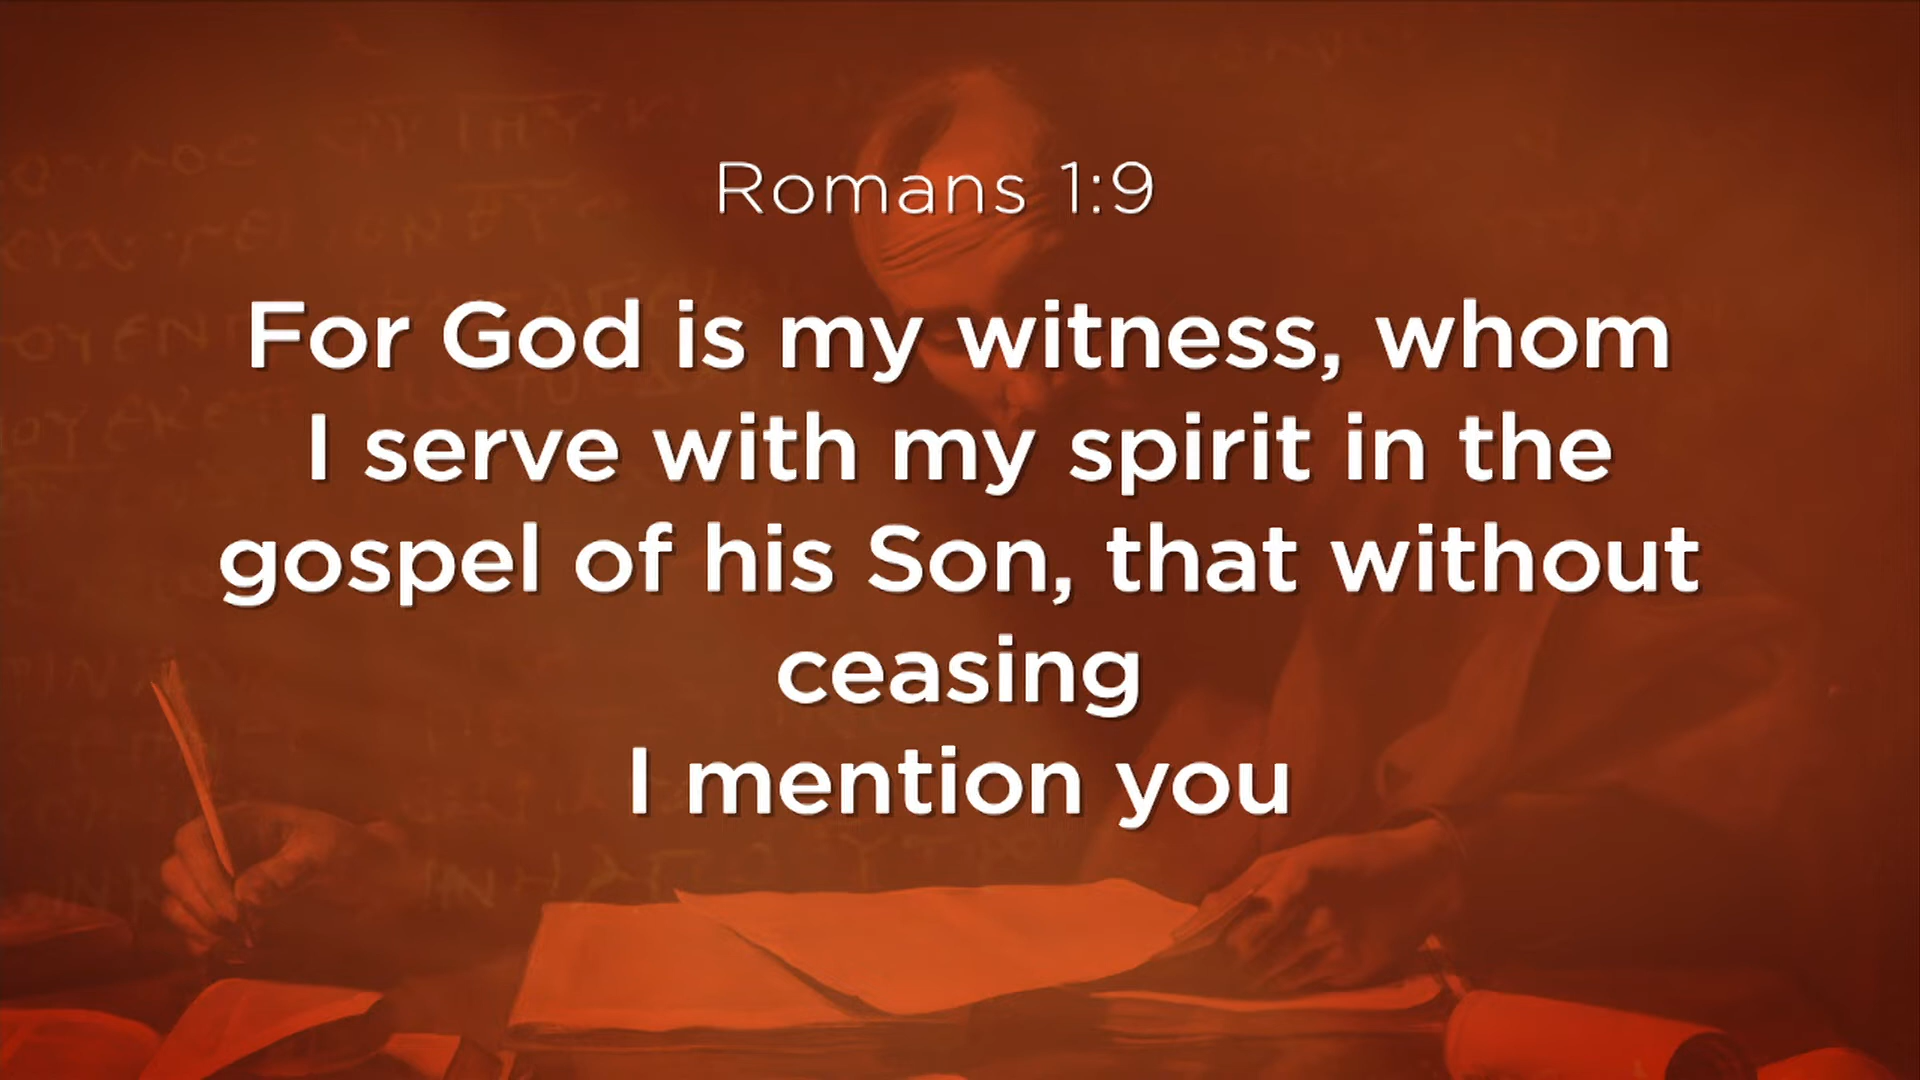 Romans 1:9
For God is my witness, whom
I serve with my spirit in the
gospel of his Son, that without
ceasing
I mention you